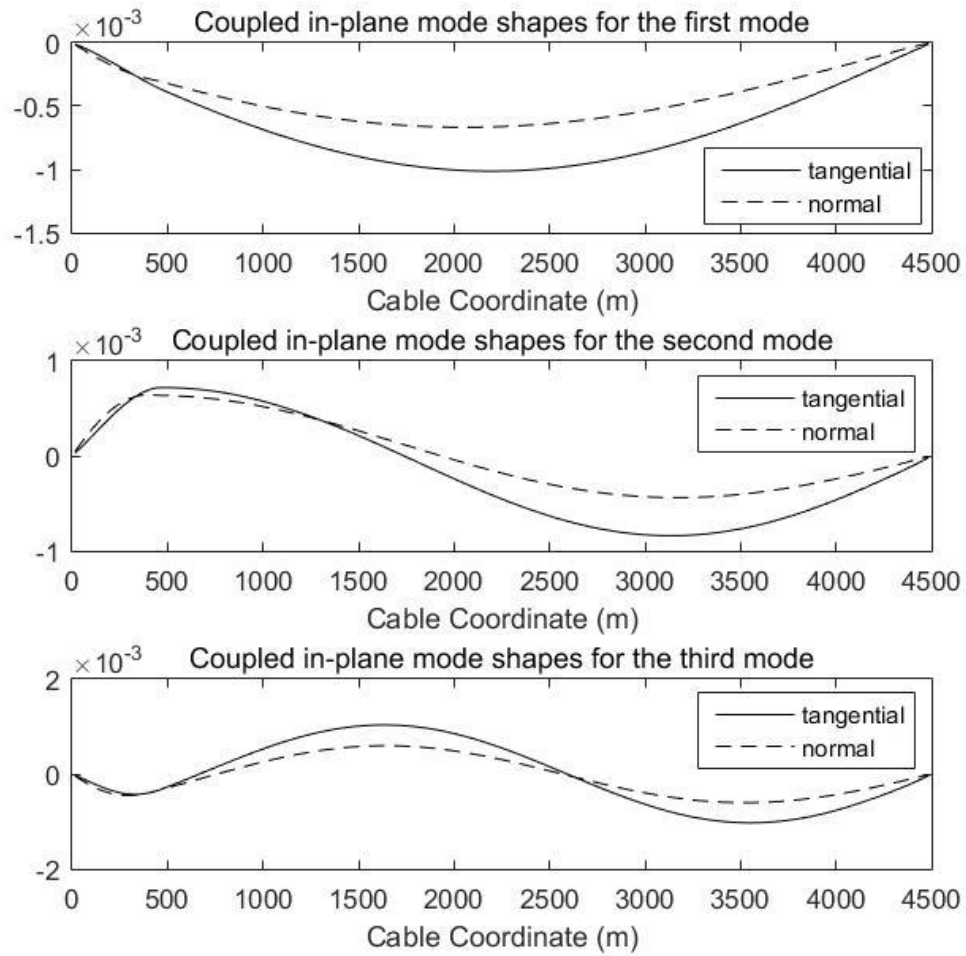 × 10⁻³ Coupled in-plane mode shapes for the first mode
0
-0.5
-1
-1.5
tangential
normal
0 500 1000 1500 2000 2500 3000 3500 4000 4500
Cable Coordinate (m)
× 10⁻³ Coupled in-plane mode shapes for the second mode
1
0
-1
tangential
normal
0 500 1000 1500 2000 2500 3000 3500 4000 4500
Cable Coordinate (m)
× 10⁻³ Coupled in-plane mode shapes for the third mode
2
0
-2
tangential
normal
0 500 1000 1500 2000 2500 3000 3500 4000 4500
Cable Coordinate (m)